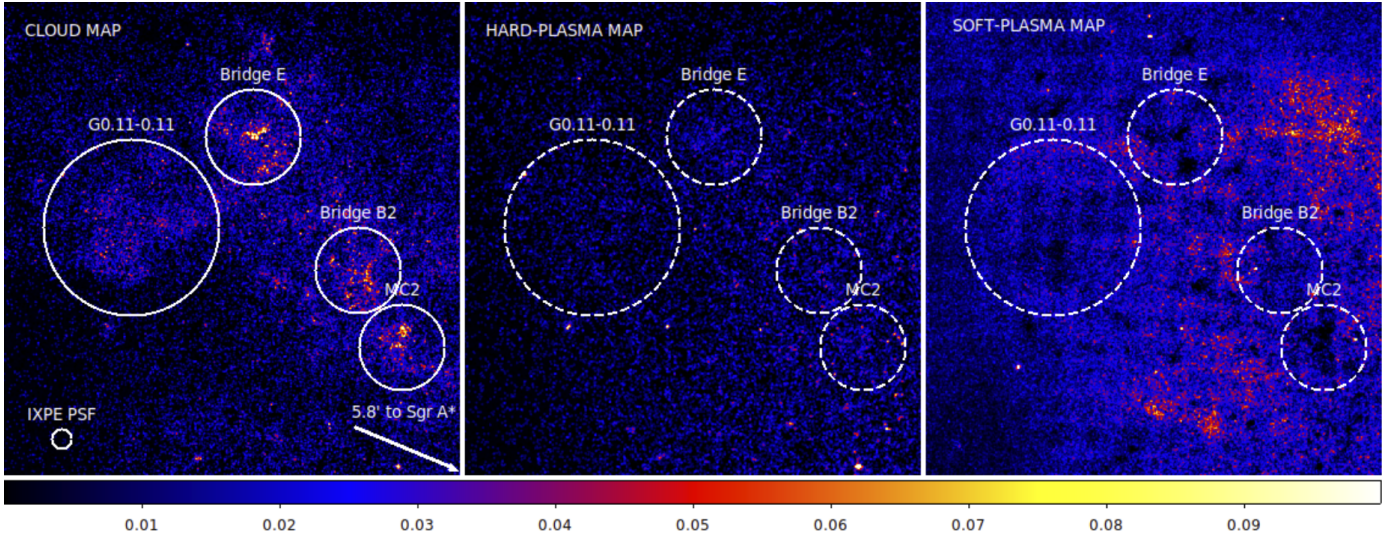 CLOUD MAP
Bridge E
G0.11-0.11
Bridge B2
MC2
IXPE PSF
5.8' to Sgr A*
HARD-PLASMA MAP
Bridge E
G0.11-0.11
Bridge B2
MC2
SOFT-PLASMA MAP
Bridge E
G0.11-0.11
Bridge B2
MC2
0.01 0.02 0.03 0.04 0.05 0.06 0.07 0.08 0.09